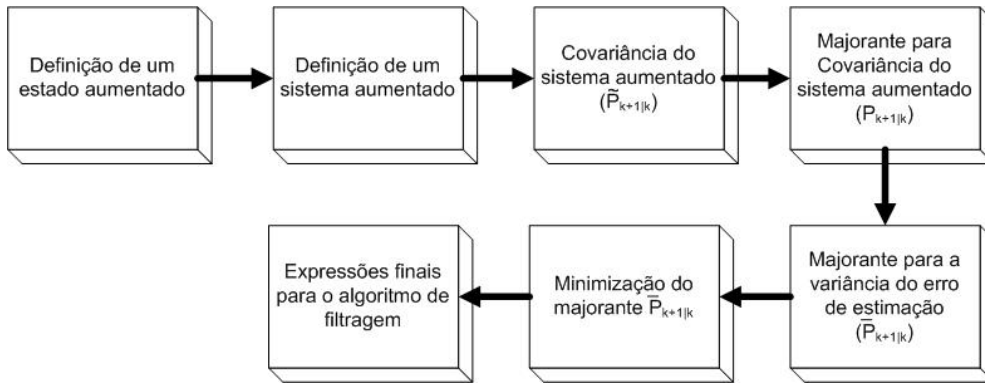 Definição de um
estado aumentado
Definição de um
sistema aumentado
Covariância do
sistema aumentado
(P̃k+1|k)
Majorante para
Covariância do
sistema aumentado
(Pk+1|k)
Majorante para a
variância do erro
de estimação
(P̄k+1|k)
Minimização do
majorante P̄k+1|k
Expressões finais
para o algoritmo de
filtragem